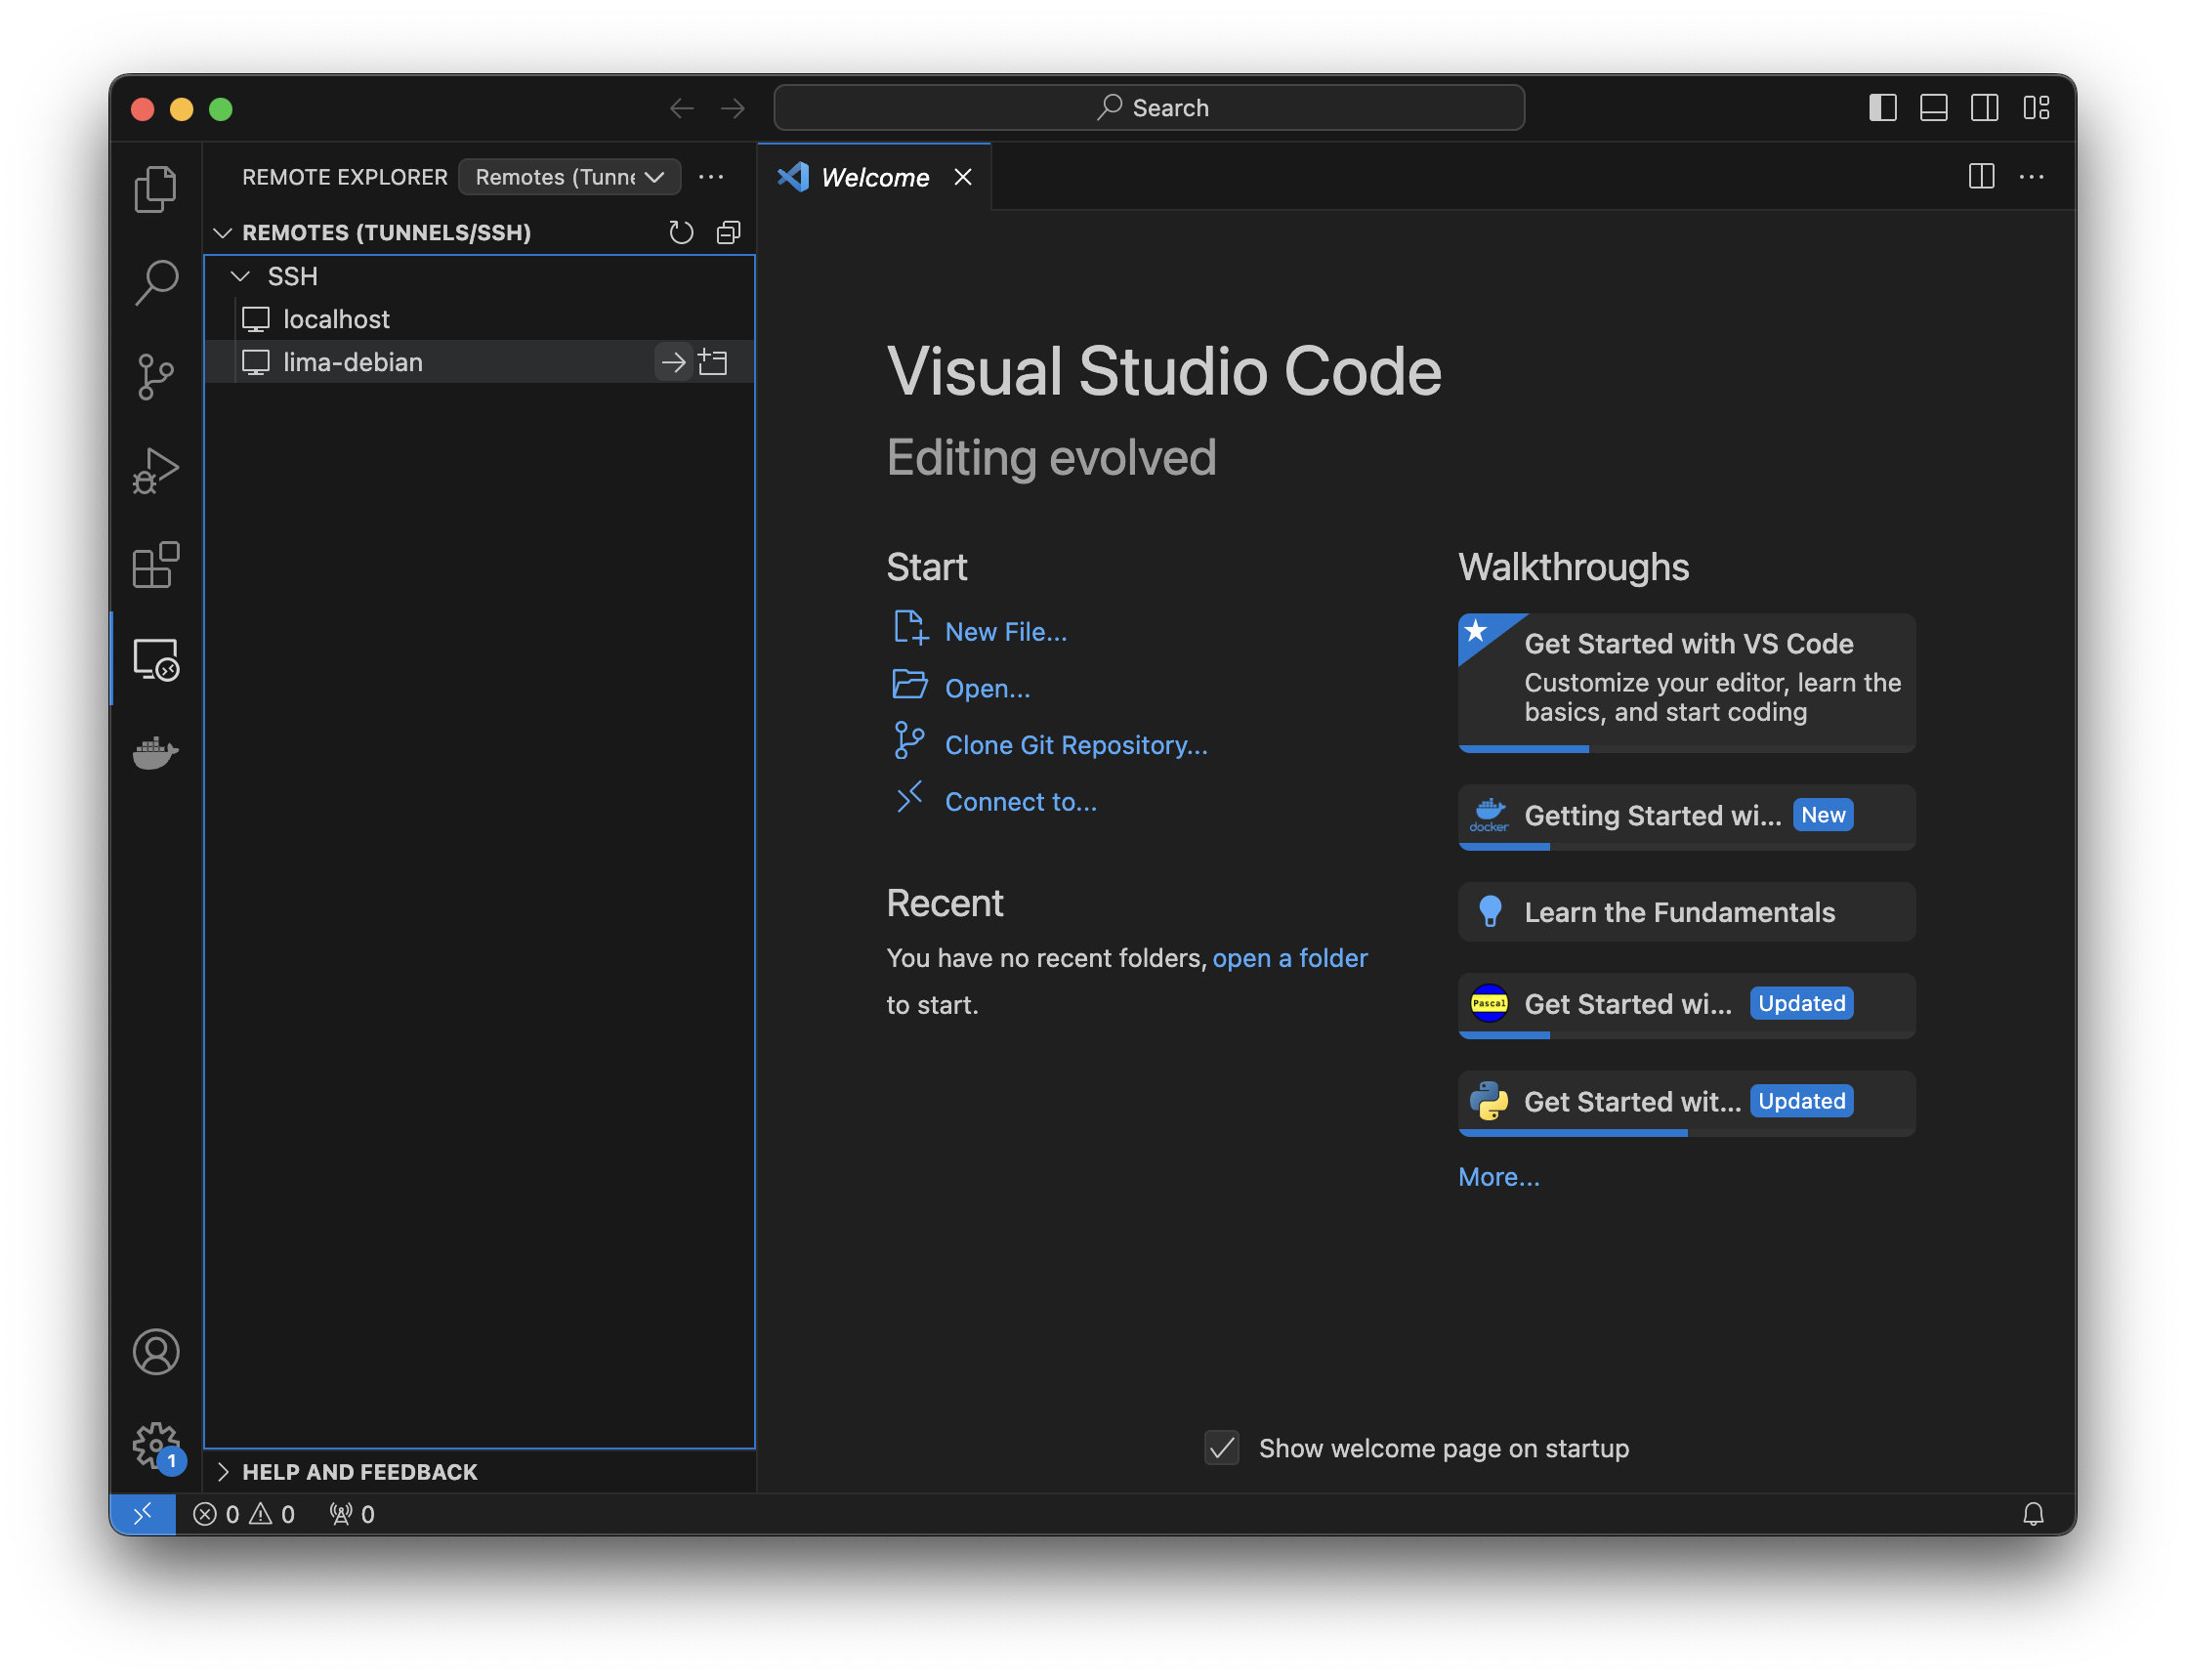 Search
REMOTE EXPLORER
Remotes (Tunne
Welcome
REMOTES (TUNNELS/SSH)
SSH
localhost
lima-debian
Visual Studio Code
Editing evolved
Start
New File...
Open...
Clone Git Repository...
Connect to...
Recent
You have no recent folders, open a folder
to start.
Walkthroughs
Get Started with VS Code
Customize your editor, learn the
basics, and start coding
docker
Getting Started wi... New
Learn the Fundamentals
Pascal
Get Started wi... Updated
Get Started wit... Updated
More...
Show welcome page on startup
1
HELP AND FEEDBACK
0 0 0